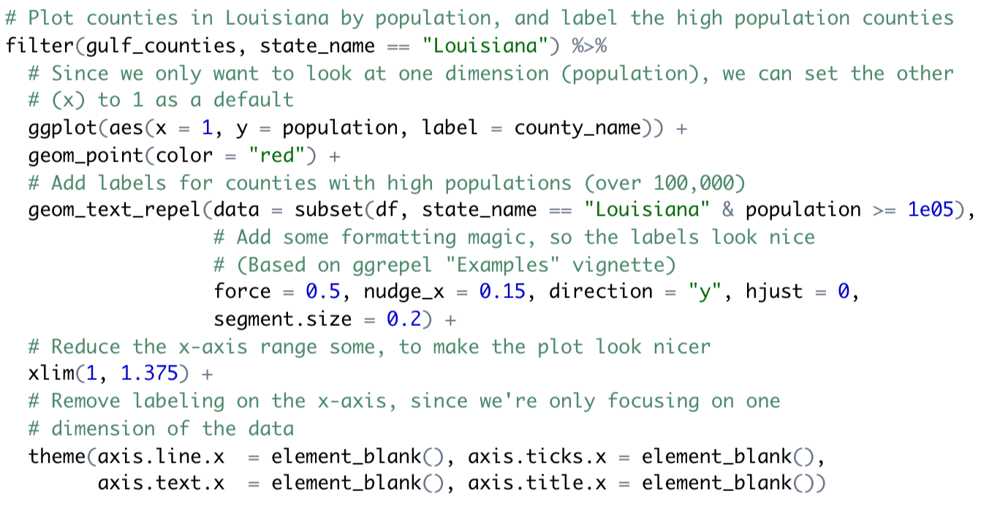 # Plot counties in Louisiana by population, and label the high population counties
filter(gulf_counties, state_name == "Louisiana") %>%
  # Since we only want to look at one dimension (population), we can set the other
  # (x) to 1 as a default
  ggplot(aes(x = 1, y = population, label = county_name)) +
  geom_point(color = "red") +
  # Add labels for counties with high populations (over 100,000)
  geom_text_repel(data = subset(df, state_name == "Louisiana" & population >= 1e05),
                  # Add some formatting magic, so the labels look nice
                  # (Based on ggrepel "Examples" vignette)
                  force = 0.5, nudge_x = 0.15, direction = "y", hjust = 0,
                  segment.size = 0.2) +
  # Reduce the x-axis range some, to make the plot look nicer
  xlim(1, 1.375) +
  # Remove labeling on the x-axis, since we're only focusing on one
  # dimension of the data
  theme(axis.line.x  = element_blank(), axis.ticks.x = element_blank(),
        axis.text.x  = element_blank(), axis.title.x = element_blank())